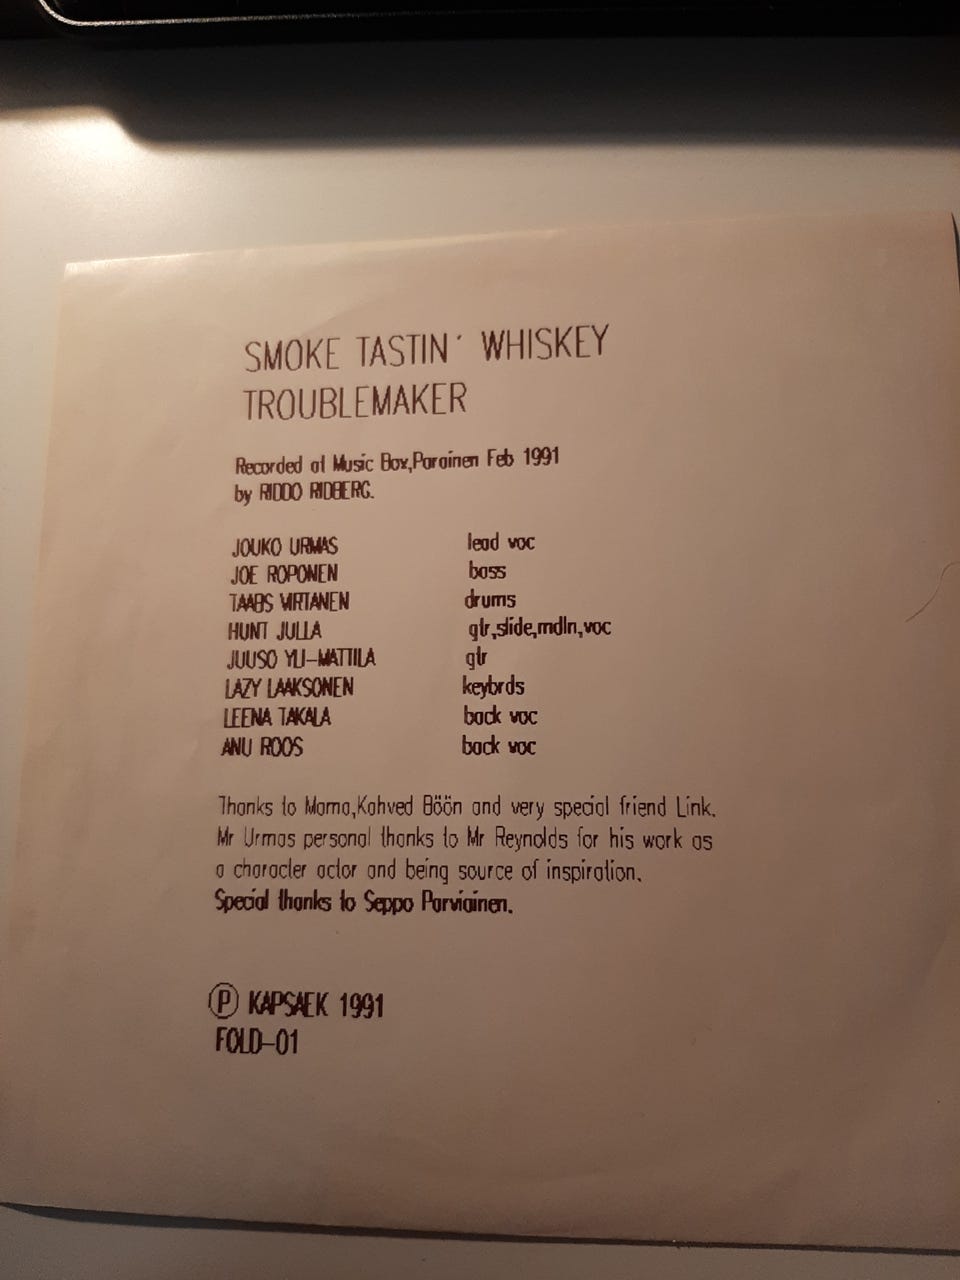 SMOKE TASTIN´ WHISKEY
TROUBLEMAKER
Recorded at Music Box,Parainen Feb 1991
by RIDDO RIDBERG.
JOUKO URMAS lead voc
JOE ROPONEN bass
TAABS VIRTANEN drums
HUNT JULLA gtr,slide,mdln,voc
JUUSO YLI-MATTILA gtr
LAZY LAAKSONEN keybrds
LEENA TAKALA back voc
ANU ROOS back voc
Thanks to Mama,Kahved Böön and very special friend Link.
Mr Urmas personal thanks to Mr Reynolds for his work as
a character actor and being source of inspiration.
Special thanks to Seppo Parviainen.
Ⓟ KAPSAEK 1991
FOLD-01